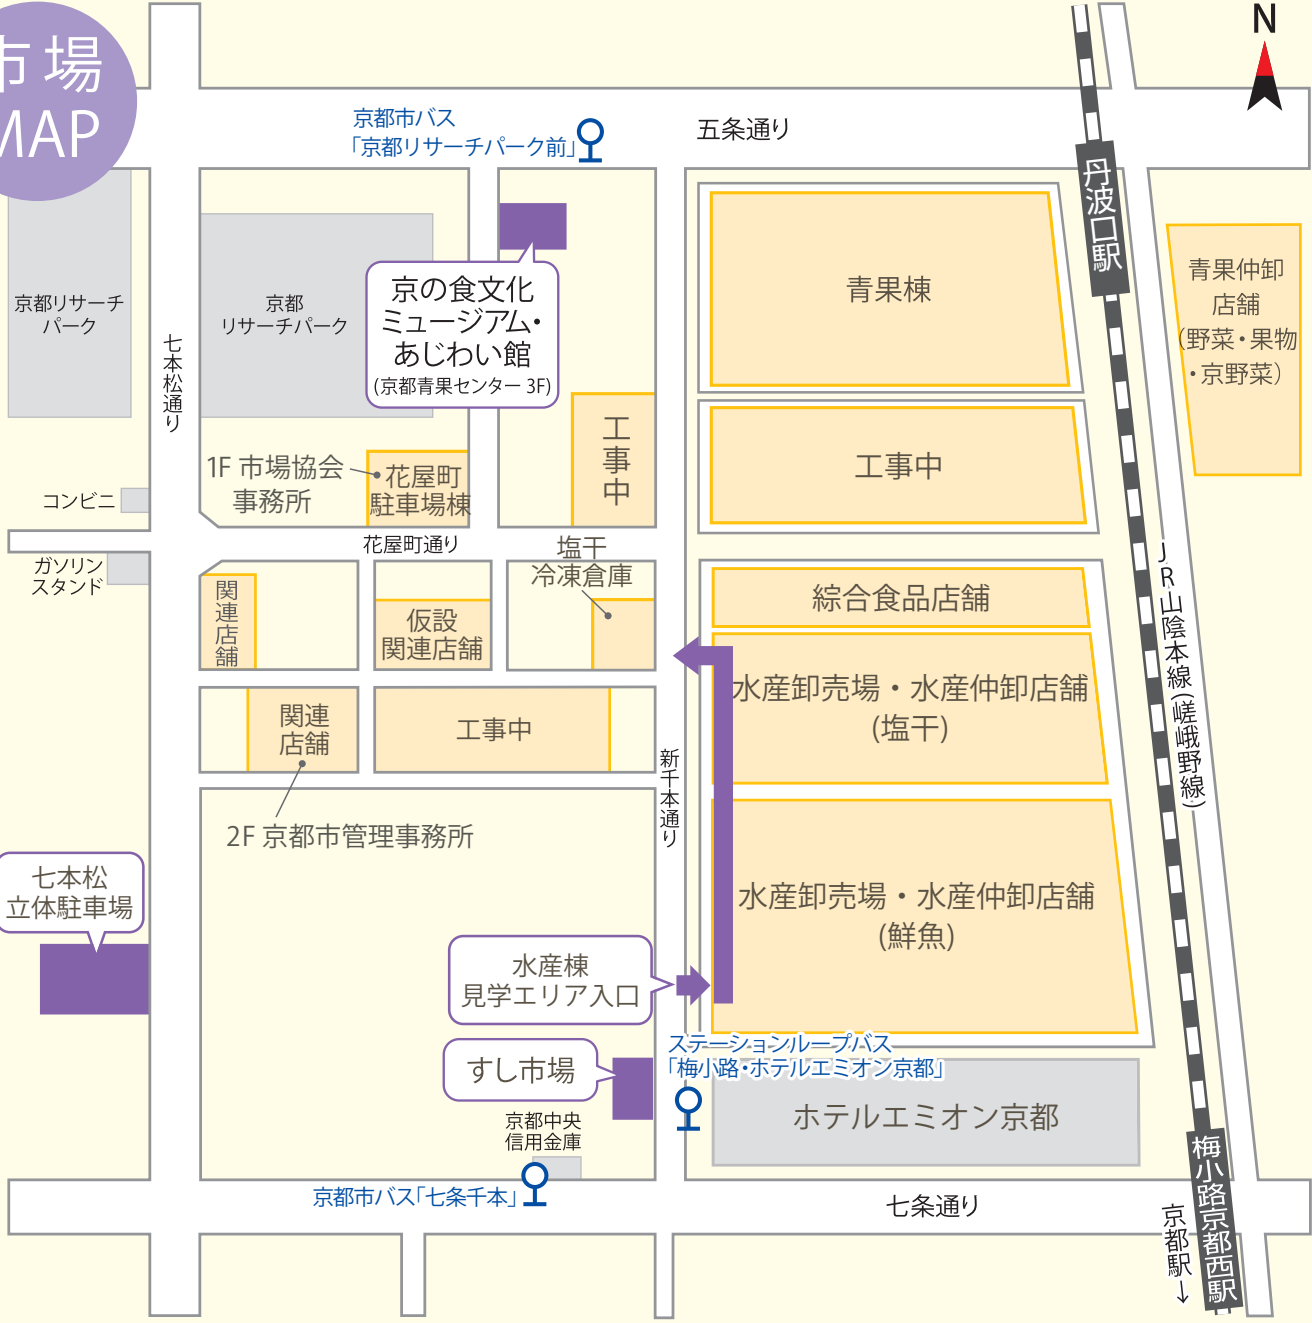 市場
MAP
N
京都市バス
「京都リサーチパーク前」
五条通り
丹波口駅
京都リサーチ
パーク
京都
リサーチパーク
七本松通り
京の食文化
ミュージアム・
あじわい館
(京都青果センター 3F)
青果棟
青果仲卸
店舗
(野菜・果物
・京野菜)
工事中
工事中
1F 市場協会
事務所
花屋町
駐車場棟
コンビニ
花屋町通り
ガソリン
スタンド
塩干
冷凍倉庫
関連店舗
仮設
関連店舗
綜合食品店舗
JR山陰本線(嵯峨野線)
水産卸売場・水産仲卸店舗
(塩干)
関連
店舗
工事中
新千本通り
2F 京都市管理事務所
七本松
立体駐車場
水産卸売場・水産仲卸店舗
(鮮魚)
水産棟
見学エリア入口
すし市場
ステーションループバス
「梅小路・ホテルエミオン京都」
ホテルエミオン京都
京都中央
信用金庫
京都市バス「七条千本」
七条通り
梅小路京都西駅
京都駅→